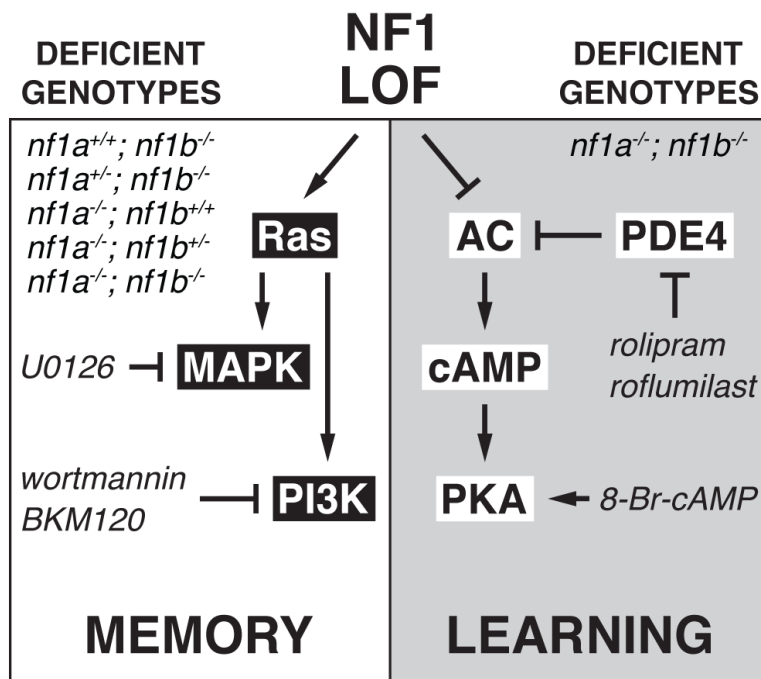 NF1
LOF
DEFICIENT
GENOTYPES
nf1a+/+; nf1b-/-
nf1a+/-; nf1b-/-
nf1a-/-; nf1b+/+
nf1a-/-; nf1b+/-
nf1a-/-; nf1b-/-
Ras
U0126
MAPK
wortmannin
BKM120
PI3K
MEMORY
DEFICIENT
GENOTYPES
nf1a-/-; nf1b-/-
AC
PDE4
cAMP
rolipram
roflumilast
PKA
8-Br-cAMP
LEARNING